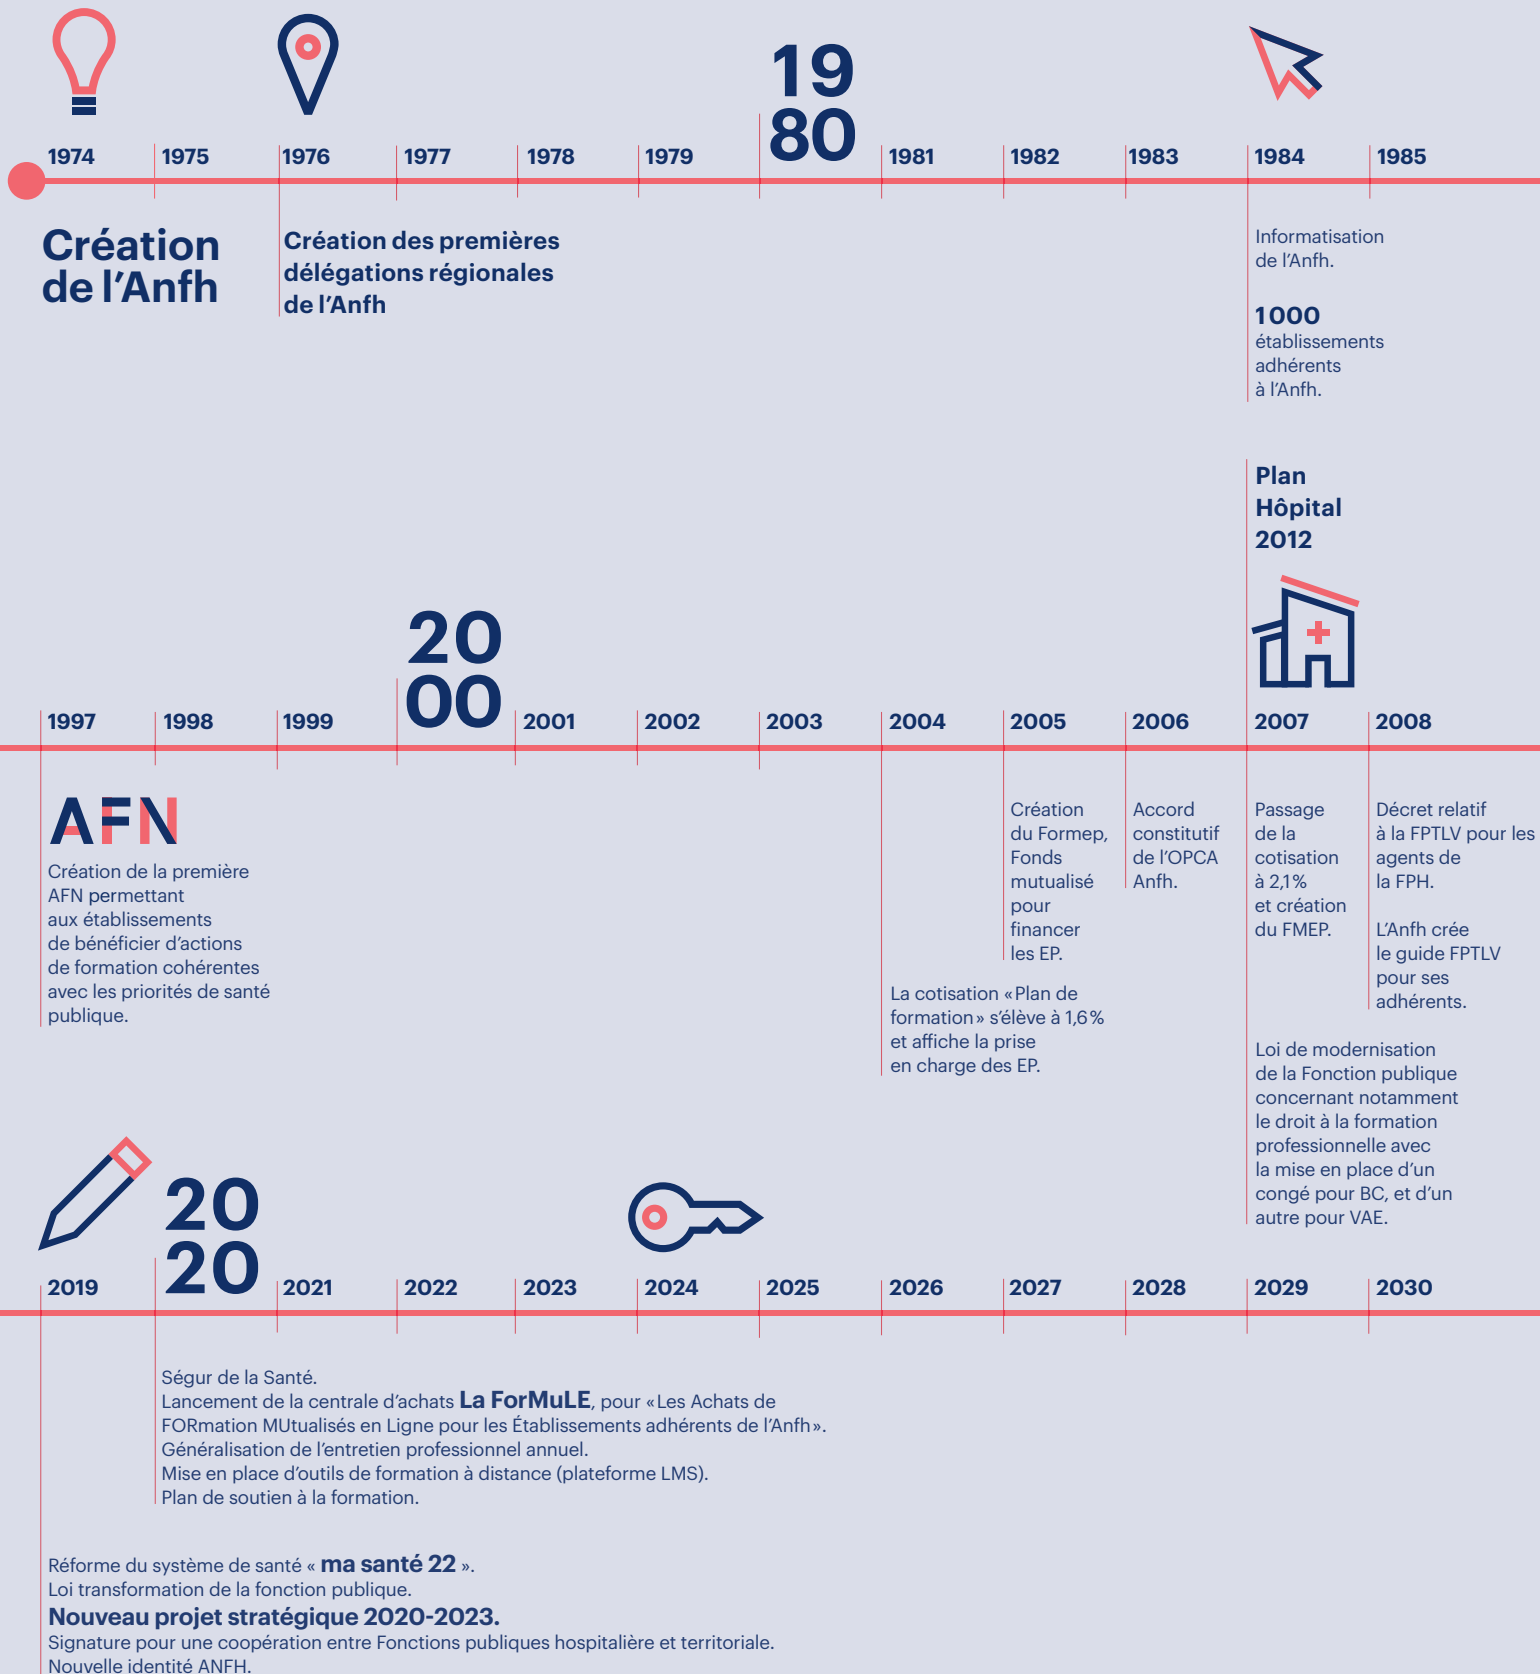 19
80
1974 1975 1976 1977 1978 1979 1981 1982 1983 1984 1985
Création
de l’Anfh
Création des premières
délégations régionales
de l’Anfh
Informatisation
de l’Anfh.
1 000
établissements
adhérents
à l’Anfh.
Plan
Hôpital
2012
20
00
1997 1998 1999 2001 2002 2003 2004 2005 2006 2007 2008
AFN
Création de la première
AFN permettant
aux établissements
de bénéficier d’actions
de formation cohérentes
avec les priorités de santé
publique.
La cotisation « Plan de
formation » s’élève à 1,6 %
et affiche la prise
en charge des EP.
Création
du Formep,
Fonds
mutualisé
pour
financer
les EP.
Accord
constitutif
de l’OPCA
Anfh.
Passage
de la
cotisation
à 2,1 %
et création
du FMEP.
Loi de modernisation
de la Fonction publique
concernant notamment
le droit à la formation
professionnelle avec
la mise en place d’un
congé pour BC, et d’un
autre pour VAE.
Décret relatif
à la FPTLV pour les
agents de
la FPH.
L’Anfh crée
le guide FPTLV
pour ses
adhérents.
20
20
2019 2021 2022 2023 2024 2025 2026 2027 2028 2029 2030
Ségur de la Santé.
Lancement de la centrale d’achats La ForMuLE, pour « Les Achats de
FORmation MUtualisés en Ligne pour les Établissements adhérents de l’Anfh ».
Généralisation de l’entretien professionnel annuel.
Mise en place d’outils de formation à distance (plateforme LMS).
Plan de soutien à la formation.
Réforme du système de santé « ma santé 22 ».
Loi transformation de la fonction publique.
Nouveau projet stratégique 2020-2023.
Signature pour une coopération entre Fonctions publiques hospitalière et territoriale.
Nouvelle identité ANFH.